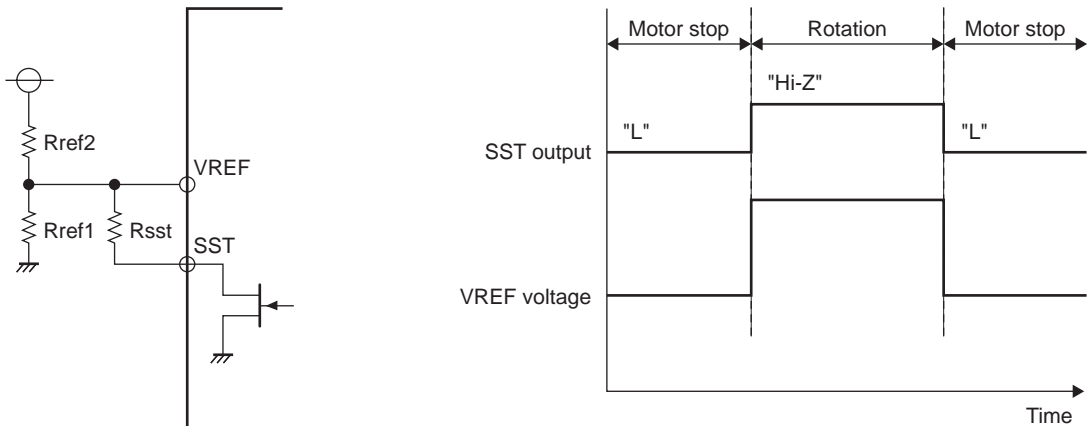 Rref2
VREF
Rref1
Rsst
SST
Motor stop
Rotation
Motor stop
"Hi-Z"
"L"
"L"
SST output
VREF voltage
Time